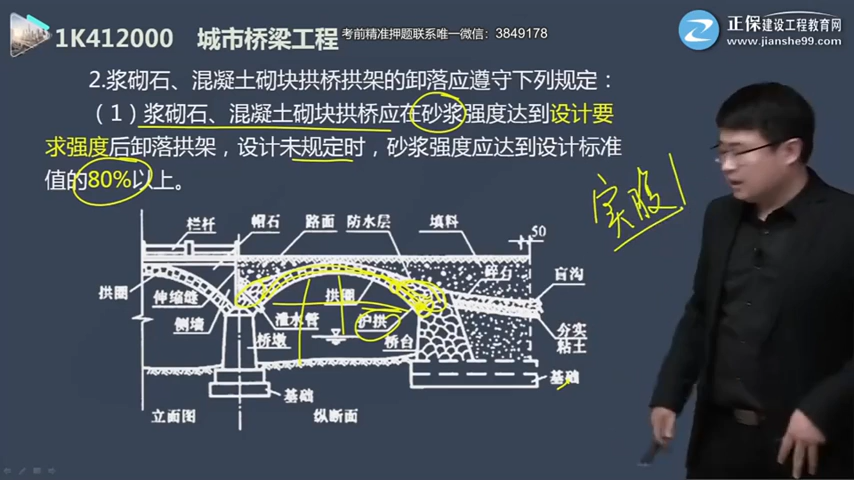 1K412000 城市桥梁工程
考前精准押题联系唯一微信：3849178
正保建设工程教育网
www.jianshe99.com
2.浆砌石、混凝土砌块拱桥拱架的卸落应遵守下列规定：
（1）浆砌石、混凝土砌块拱桥应在砂浆强度达到设计要
求强度后卸落拱架，设计未规定时，砂浆强度应达到设计标准
值的80%以上。
实腹
栏杆
帽石
路面
防水层
填料
50
碎石
盲沟
拱圈
伸缩缝
拱圈
侧墙
泄水管
护拱
夯实
粘土
桥墩
桥台
基础
基础
立面图
纵断面